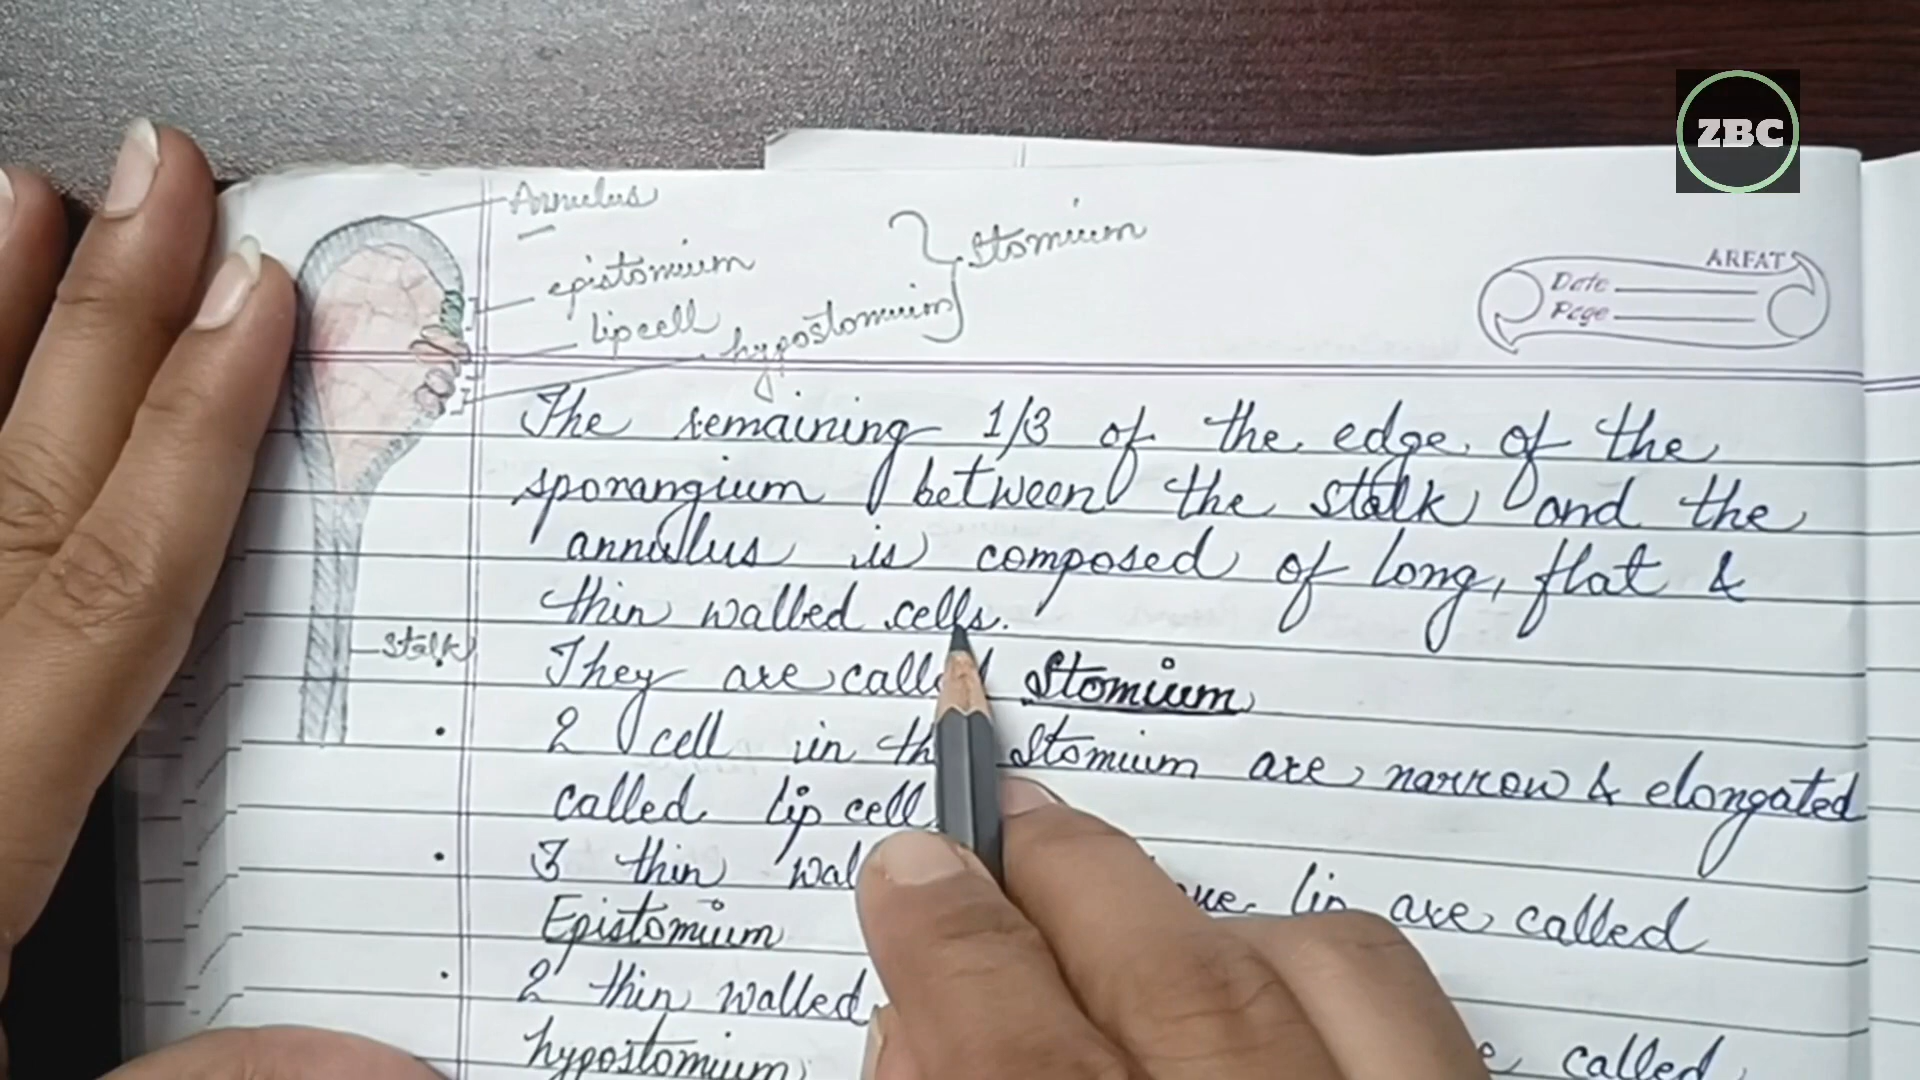 ZBC
Annulus
epistomium
Stomium
lip cell
hypostomium
ARFAT
Date
Page
The remaining 1/3 of the edge of the
sporangium between the stalk and the
annulus is composed of long, flat &
thin walled cells.
Stalk
They are called Stomium
2 cell in the Stomium are narrow & elongated
called lip cell
3 thin lip are called
Epistomium
2 thin walled called
hypostomium